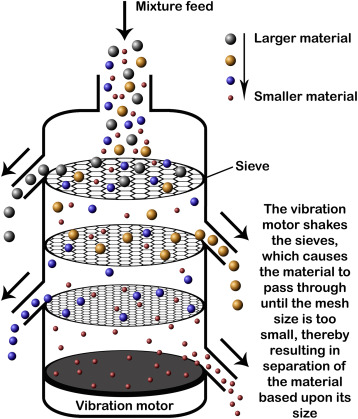 Mixture feed
Larger material
Smaller material
Sieve
The vibration
motor shakes
the sieves,
which causes
the material to
pass through
until the mesh
size is too
small, thereby
resulting in
separation of
the material
based upon its
size
Vibration motor